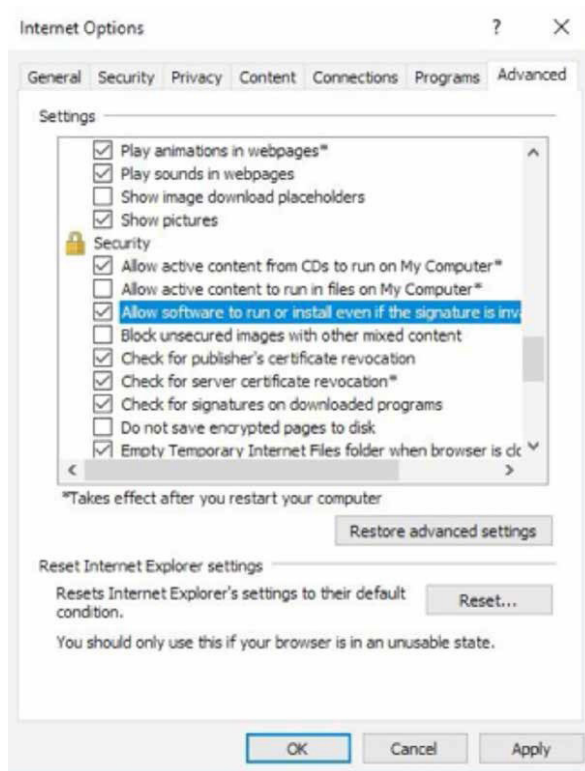 Internet Options
General Security Privacy Content Connections Programs Advanced
Settings
Play animations in webpages*
Play sounds in webpages
Show image download placeholders
Show pictures
Security
Allow active content from CDs to run on My Computer*
Allow active content to run in files on My Computer*
Allow software to run or install even if the signature is inva
Block unsecured images with other mixed content
Check for publisher's certificate revocation
Check for server certificate revocation*
Check for signatures on downloaded programs
Do not save encrypted pages to disk
Empty Temporary Internet Files folder when browser is clc
*Takes effect after you restart your computer
Restore advanced settings
Reset Internet Explorer settings
Resets Internet Explorer's settings to their default
condition.
Reset...
You should only use this if your browser is in an unusable state.
OK Cancel Apply